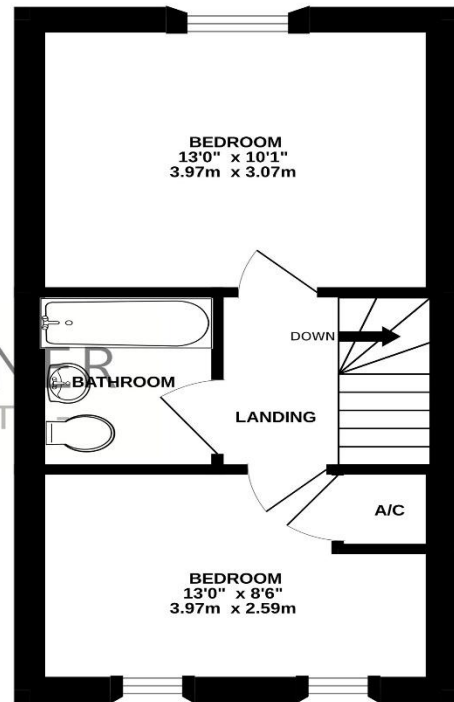 BEDROOM
13'0" x 10'1"
3.97m x 3.07m
DOWN
BATHROOM
LANDING
A/C
BEDROOM
13'0" x 8'6"
3.97m x 2.59m